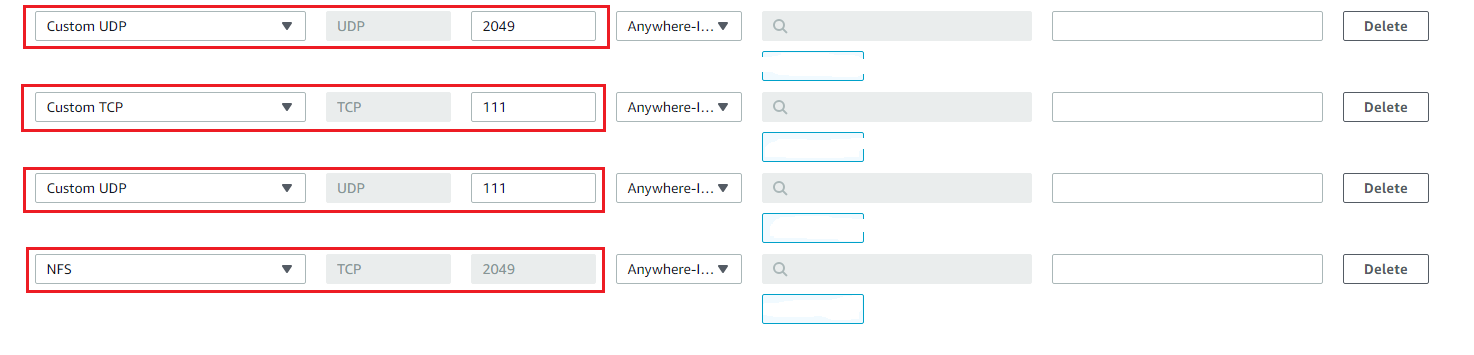 Custom UDP UDP 2049 Anywhere-I... Delete
Custom TCP TCP 111 Anywhere-I... Delete
Custom UDP UDP 111 Anywhere-I... Delete
NFS TCP 2049 Anywhere-I... Delete